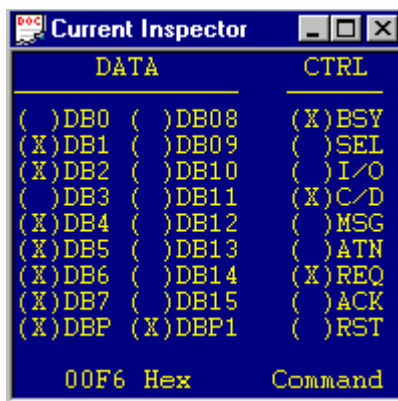 DOC Current Inspector
DATA CTRL
( )DB0 ( )DB08 (X)BSY
(X)DB1 ( )DB09 ( )SEL
(X)DB2 ( )DB10 ( )I/O
( )DB3 ( )DB11 (X)C/D
(X)DB4 ( )DB12 ( )MSG
(X)DB5 ( )DB13 ( )ATN
(X)DB6 ( )DB14 (X)REQ
(X)DB7 ( )DB15 ( )ACK
(X)DBP (X)DBP1 ( )RST
00F6 Hex Command